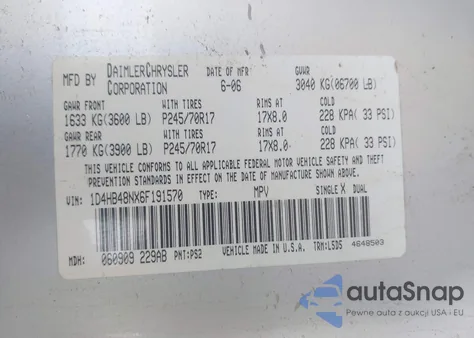 MFD BY DAIMLERCHRYSLER CORPORATION DATE OF MFR 6-06 GVWR 3040 KG(06700 LB)
GAWR FRONT WITH TIRES RIMS AT COLD
1633 KG(3600 LB) P245/70R17 17X8.0 228 KPA(33 PSI)
GAWR REAR WITH TIRES RIMS AT COLD
1770 KG(3900 LB) P245/70R17 17X8.0 228 KPA(33 PSI)
THIS VEHICLE CONFORMS TO ALL APPLICABLE FEDERAL MOTOR VEHICLE SAFETY AND
THEFT PREVENTION STANDARDS IN EFFECT ON THE DATE OF MANUFACTURE SHOWN ABOVE.
VIN: 1D4HB48NX6F191570 TYPE: MPV SINGLE X DUAL
MDH: 060909 229AB PNT:PS2 VEHICLE MADE IN U.S.A. TRM:LSD5 4648503
autoSnap
Pewne auta z aukcji USA i EU